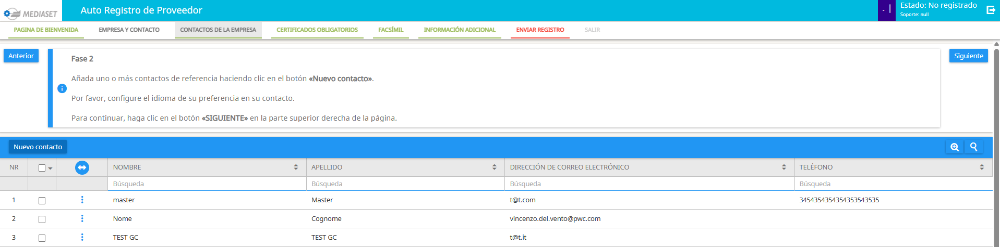 MEDIASET
Auto Registro de Proveedor
Estado: No registrado
Soporte: null
PAGINA DE BIENVENIDA
EMPRESA Y CONTACTO
CONTACTOS DE LA EMPRESA
CERTIFICADOS OBLIGATORIOS
FACSÍMIL
INFORMACIÓN ADICIONAL
ENVIAR REGISTRO
SALIR
Anterior
Fase 2
Siguiente
Añada uno o más contactos de referencia haciendo clic en el botón «Nuevo contacto».
Por favor, configure el idioma de su preferencia en su contacto.
Para continuar, haga clic en el botón «SIGUIENTE» en la parte superior derecha de la página.
Nuevo contacto
NR NOMBRE APELLIDO DIRECCIÓN DE CORREO ELECTRÓNICO TELÉFONO
Búsqueda Búsqueda Búsqueda Búsqueda
1 master Master t@t.com 3454354354354353543535
2 Nome Cognome vincenzo.del.vento@pwc.com
3 TEST GC TEST GC t@t.it